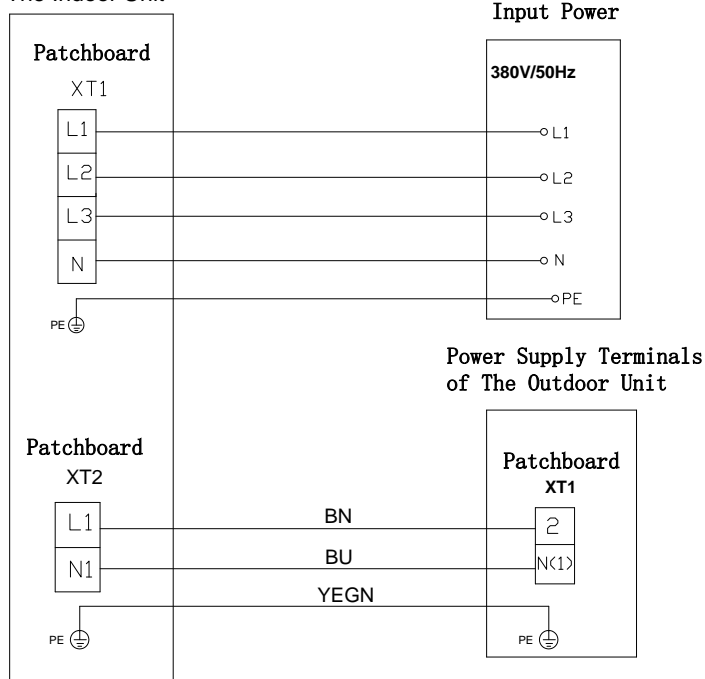 The Indoor Unit
Input Power
Patchboard
XT1
L1
L2
L3
N
PE
380V/50Hz
L1
L2
L3
N
PE
Power Supply Terminals
of The Outdoor Unit
Patchboard
XT2
L1
N1
PE
BN
BU
YEGN
Patchboard
XT1
2
N(1)
PE